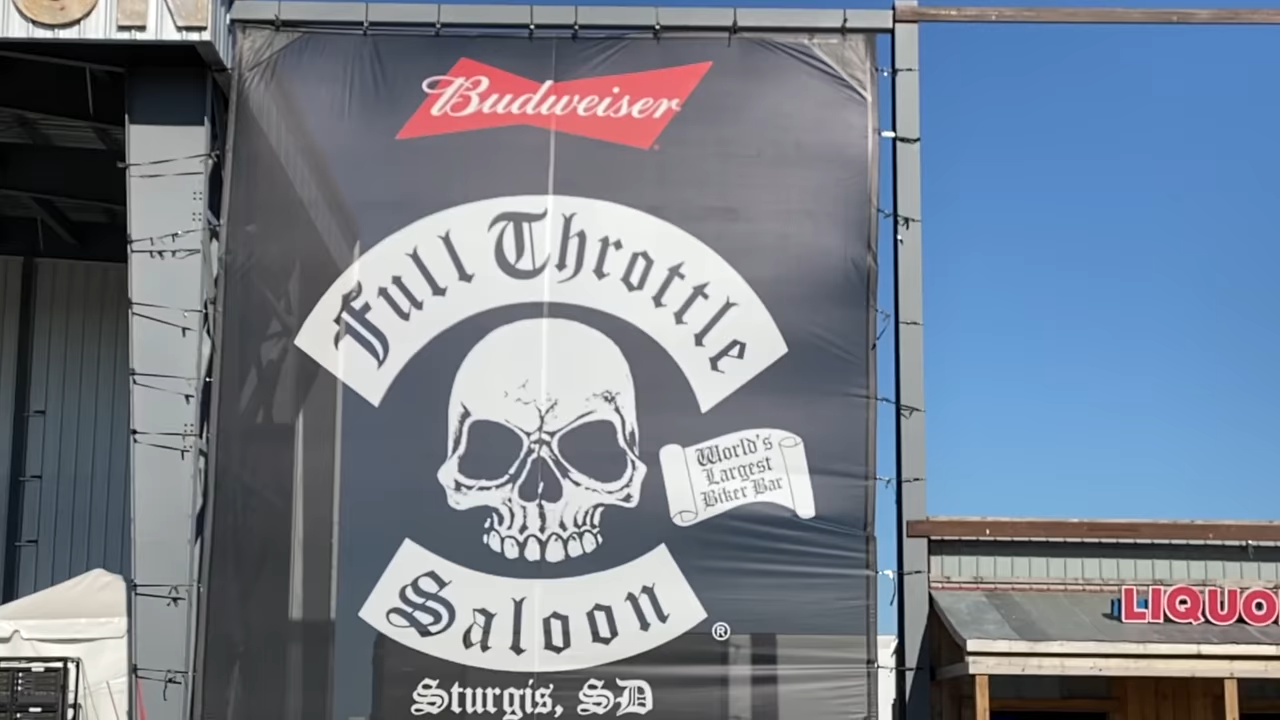 Budweiser
Full Throttle
World's
Largest
Biker Bar
Saloon
®
Sturgis, SD
LIQUO